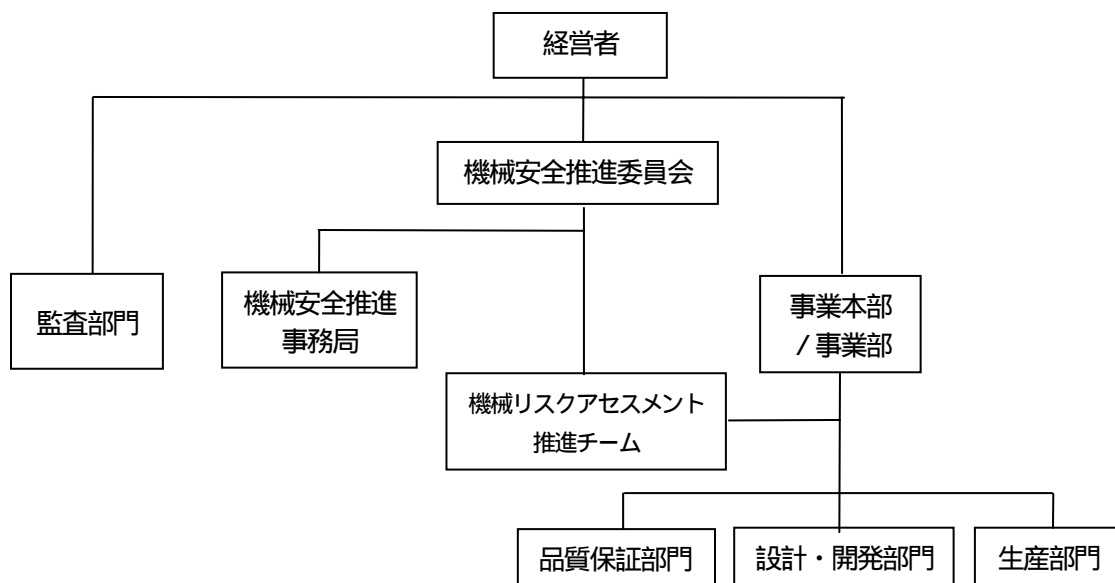 経営者
機械安全推進委員会
監査部門
機械安全推進
事務局
事業本部
/ 事業部
機械リスクアセスメント
推進チーム
品質保証部門
設計・開発部門
生産部門